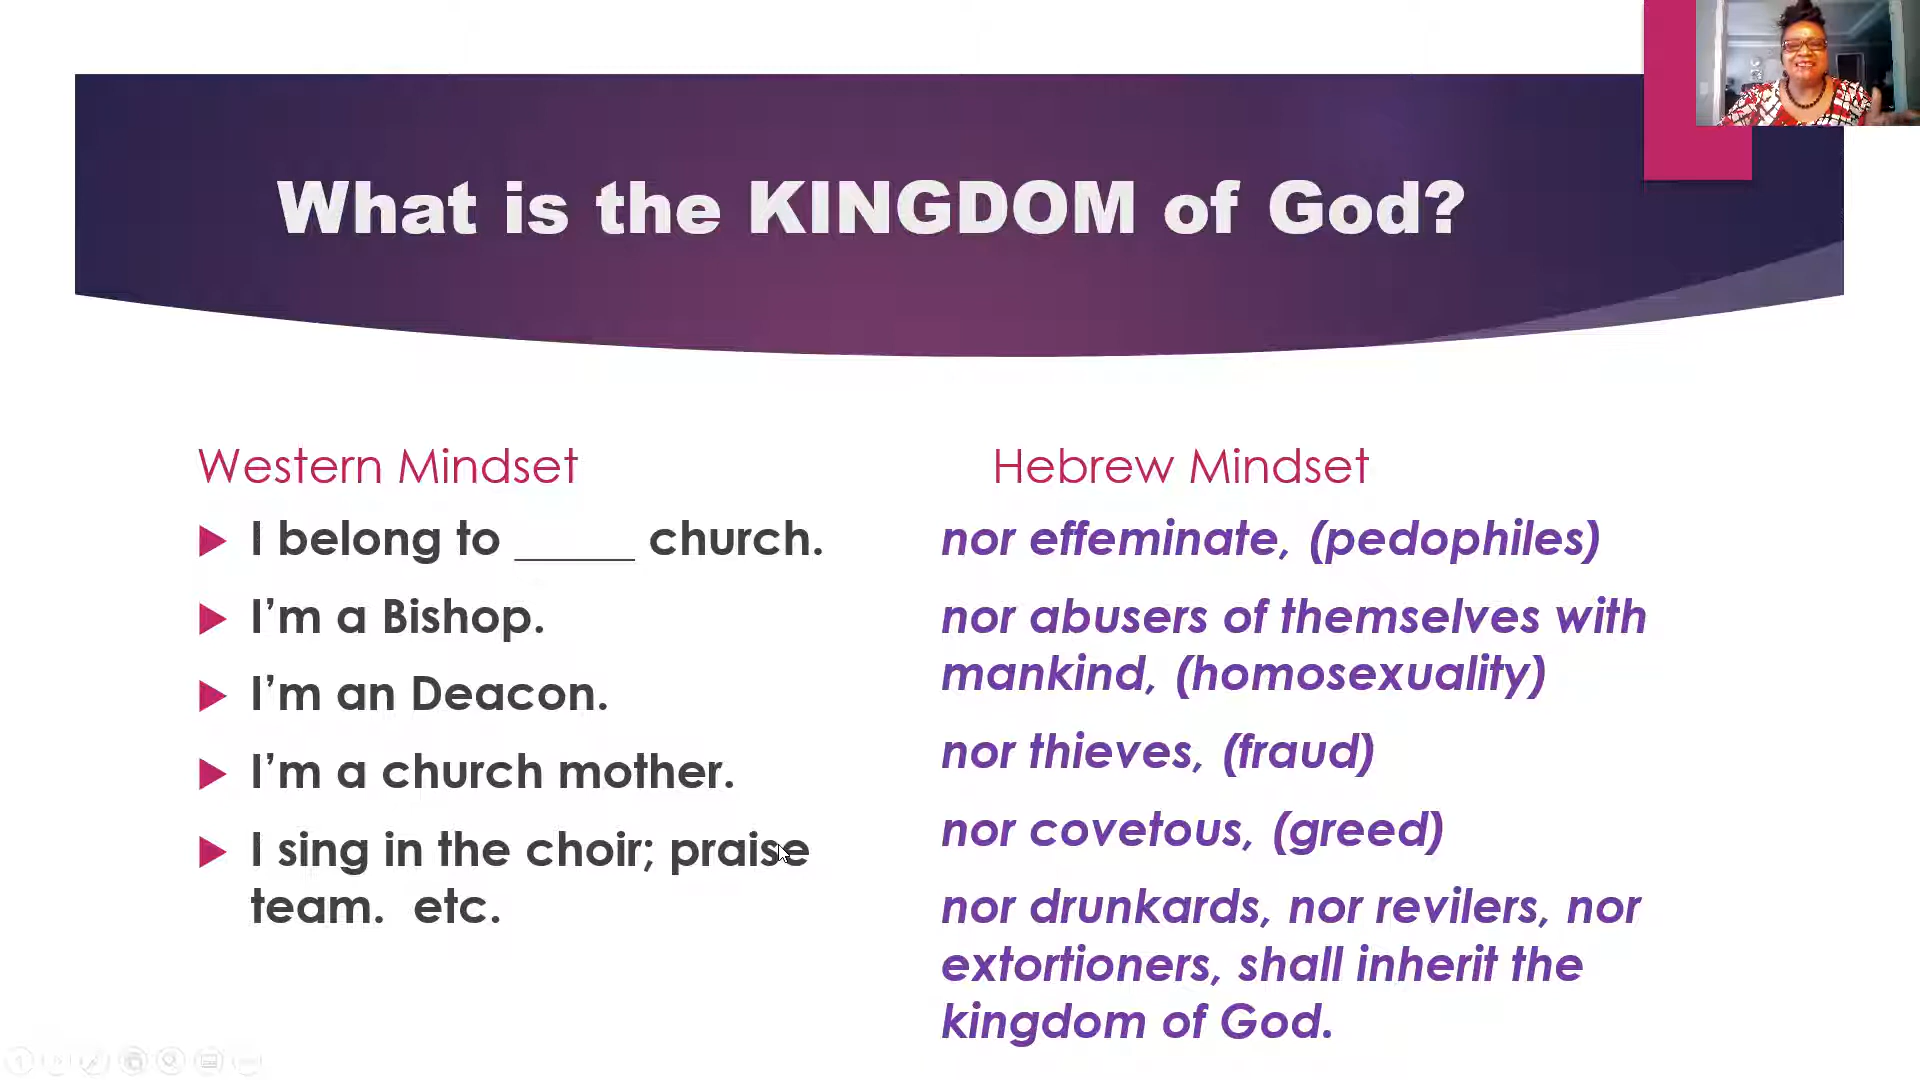 What is the KINGDOM of God?
Western Mindset
I belong to _____ church.
I’m a Bishop.
I’m an Deacon.
I’m a church mother.
I sing in the choir; praise
team.  etc.
Hebrew Mindset
nor effeminate, (pedophiles)
nor abusers of themselves with
mankind, (homosexuality)
nor thieves, (fraud)
nor covetous, (greed)
nor drunkards, nor revilers, nor
extortioners, shall inherit the
kingdom of God.